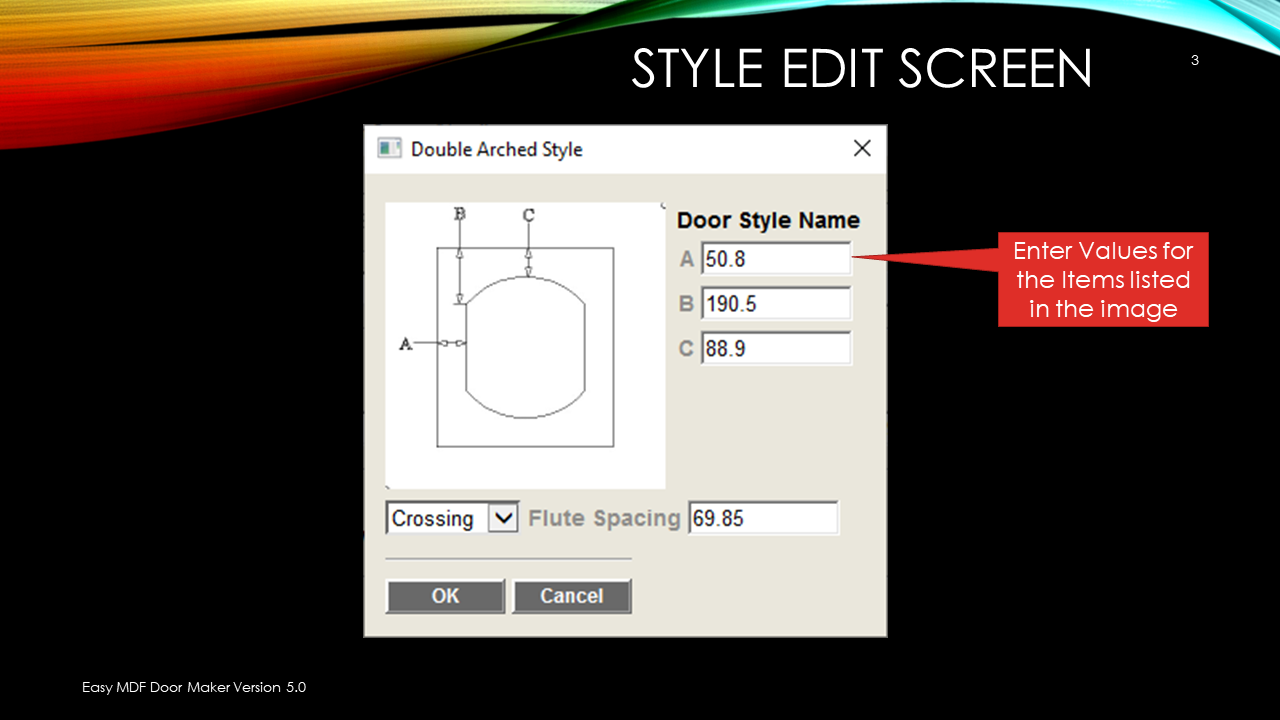 STYLE EDIT SCREEN
3
Double Arched Style
B C
A
Door Style Name
A 50.8
B 190.5
C 88.9
Enter Values for
the Items listed
in the image
Crossing Flute Spacing 69.85
OK Cancel
Easy MDF Door Maker Version 5.0